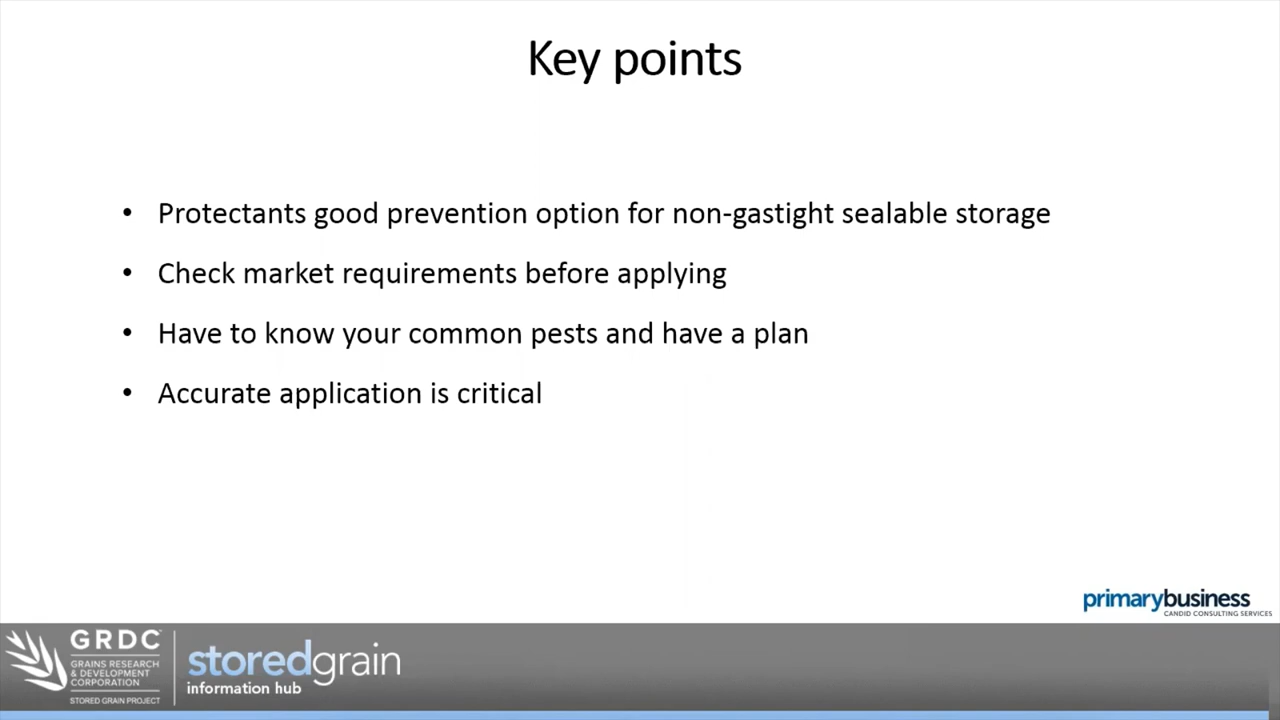 Key points
• Protectants good prevention option for non-gastight sealable storage
• Check market requirements before applying
• Have to know your common pests and have a plan
• Accurate application is critical
primarybusiness
CANDID CONSULTING SERVICES
GRDC
GRAINS RESEARCH
& DEVELOPMENT
CORPORATION
STORED GRAIN PROJECT
storedgrain
information hub